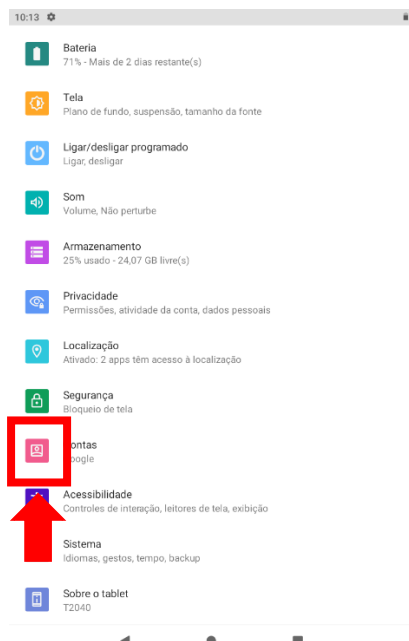 10:13
Bateria
71% - Mais de 2 dias restante(s)
Tela
Plano de fundo, suspensão, tamanho da fonte
Ligar/desligar programado
Ligar, desligar
Som
Volume, Não perturbe
Armazenamento
25% usado - 24,07 GB livre(s)
Privacidade
Permissões, atividade da conta, dados pessoais
Localização
Ativado: 2 apps têm acesso à localização
Segurança
Bloqueio de tela
ontas
oogle
Acessibilidade
Controles de interação, leitores de tela, exibição
Sistema
Idiomas, gestos, tempo, backup
Sobre o tablet
T2040